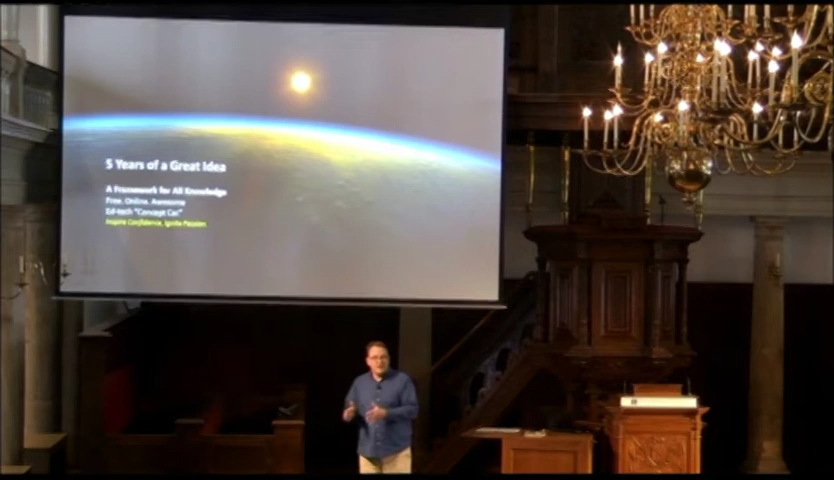 5 Years of a Great Idea
A Framework for All Knowledge
Free. Online. Awesome
Ed-tech "Concept Car"
Inspire Confidence, Ignite Passion